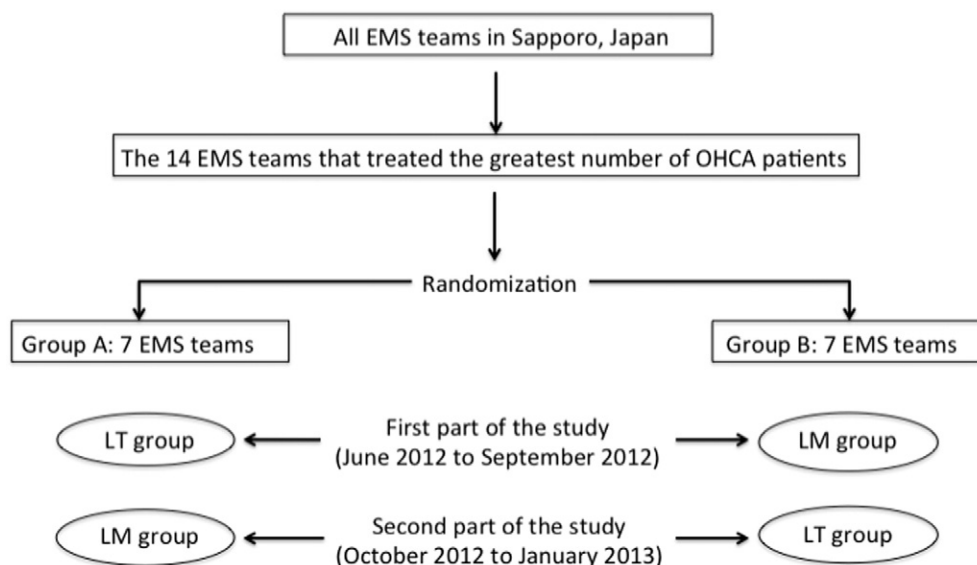 All EMS teams in Sapporo, Japan
The 14 EMS teams that treated the greatest number of OHCA patients
Randomization
Group A: 7 EMS teams
Group B: 7 EMS teams
LT group
First part of the study
(June 2012 to September 2012)
LM group
LM group
Second part of the study
(October 2012 to January 2013)
LT group